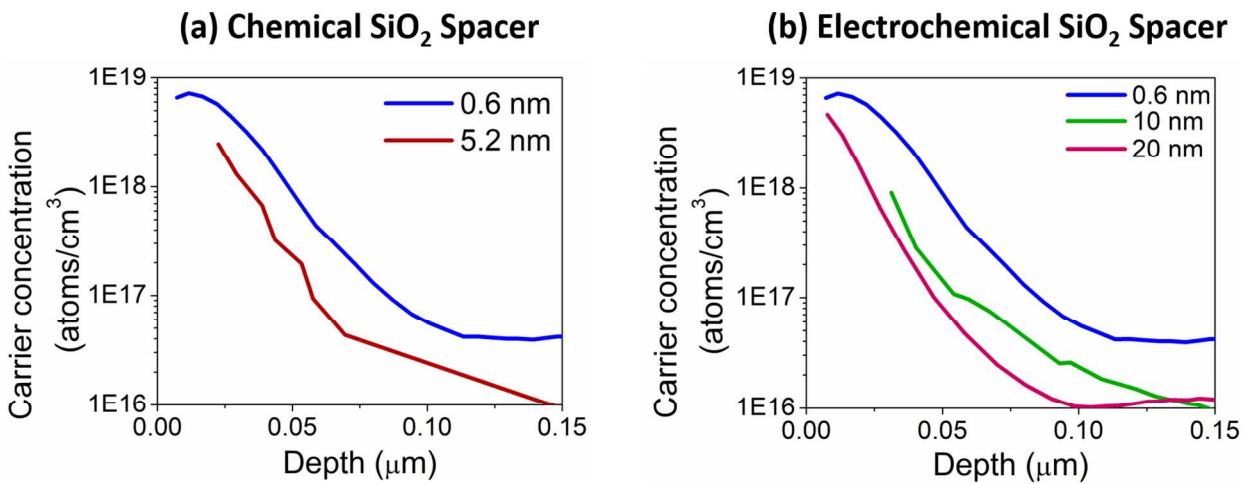 (a) Chemical SiO₂ Spacer
1E19
1E18
1E17
1E16
0.00
0.05
0.10
0.15
Carrier concentration
(atoms/cm³)
Depth (μm)
0.6 nm
5.2 nm
(b) Electrochemical SiO₂ Spacer
1E19
1E18
1E17
1E16
0.00
0.05
0.10
0.15
Carrier concentration
(atoms/cm³)
Depth (μm)
0.6 nm
10 nm
20 nm